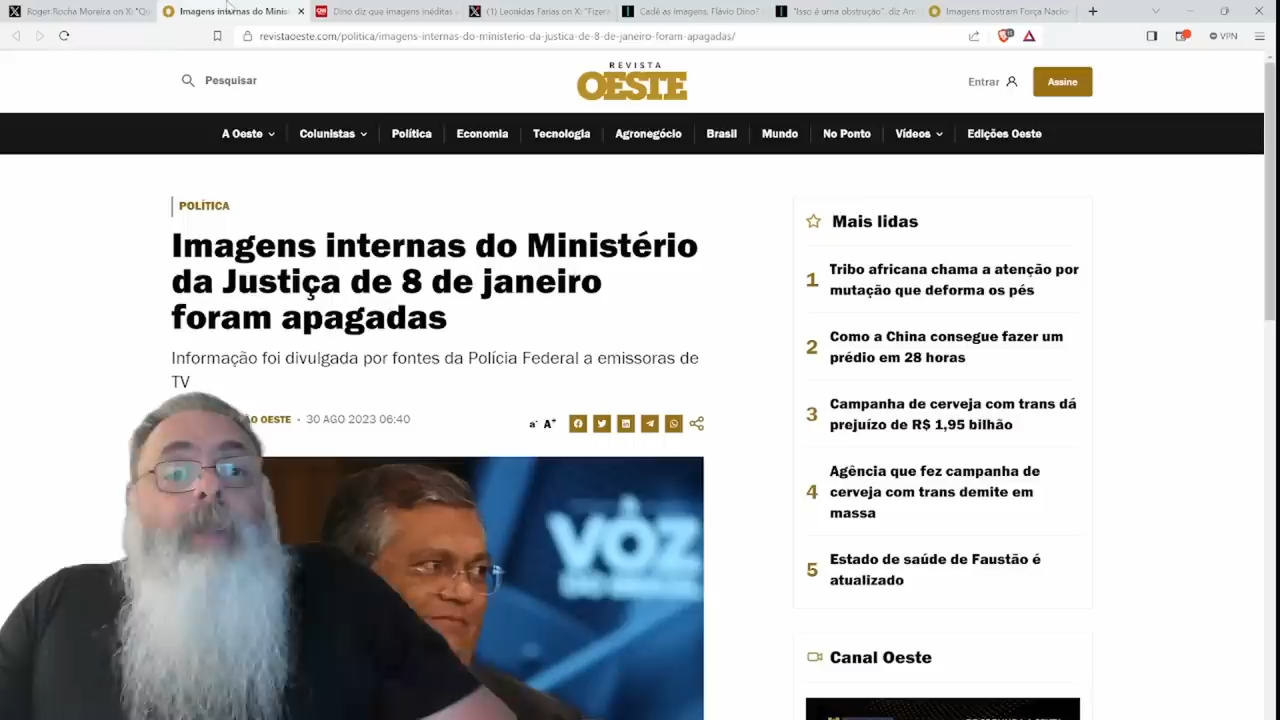 Roger Rocha Moreira on X: "Qu
Imagens internas do Minis
Dino diz que imagens inéditas
(1) Leonidas Farias on X: "Fizera
Cadê as imagens, Flávio Dino?
"Isso é uma obstrução", diz Am
Imagens mostram Força Nacio
revistaoeste.com/politica/imagens-internas-do-ministerio-da-justica-de-8-de-janeiro-foram-apagadas/
VPN
Pesquisar
REVISTA
OESTE
Entrar
Assine
A Oeste
Colunistas
Política
Economia
Tecnologia
Agronegócio
Brasil
Mundo
No Ponto
Vídeos
Edições Oeste
POLÍTICA
Imagens internas do Ministério
da Justiça de 8 de janeiro
foram apagadas
Informação foi divulgada por fontes da Polícia Federal a emissoras de
TV
OESTE - 30 AGO 2023 06:40
a- A+
VOZ
Mais lidas
1 Tribo africana chama a atenção por
mutação que deforma os pés
2 Como a China consegue fazer um
prédio em 28 horas
3 Campanha de cerveja com trans dá
prejuízo de R$ 1,95 bilhão
4 Agência que fez campanha de
cerveja com trans demite em
massa
5 Estado de saúde de Faustão é
atualizado
Canal Oeste